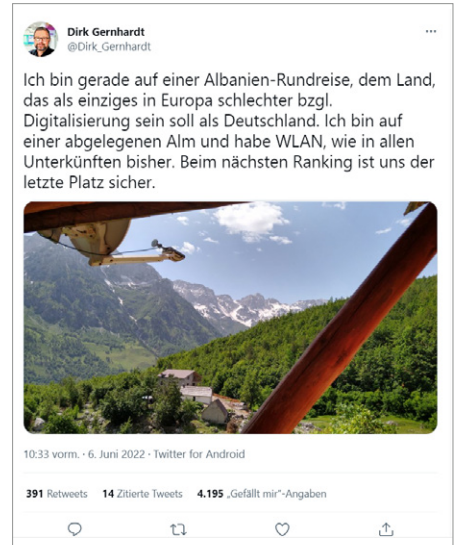 Dirk Gernhardt
@Dirk_Gernhardt
Ich bin gerade auf einer Albanien-Rundreise, dem Land,
das als einziges in Europa schlechter bzgl.
Digitalisierung sein soll als Deutschland. Ich bin auf
einer abgelegenen Alm und habe WLAN, wie in allen
Unterkünften bisher. Beim nächsten Ranking ist uns der
letzte Platz sicher.
10:33 vorm. · 6. Juni 2022 · Twitter for Android
391 Retweets 14 Zitierte Tweets 4.195 „Gefällt mir“-Angaben